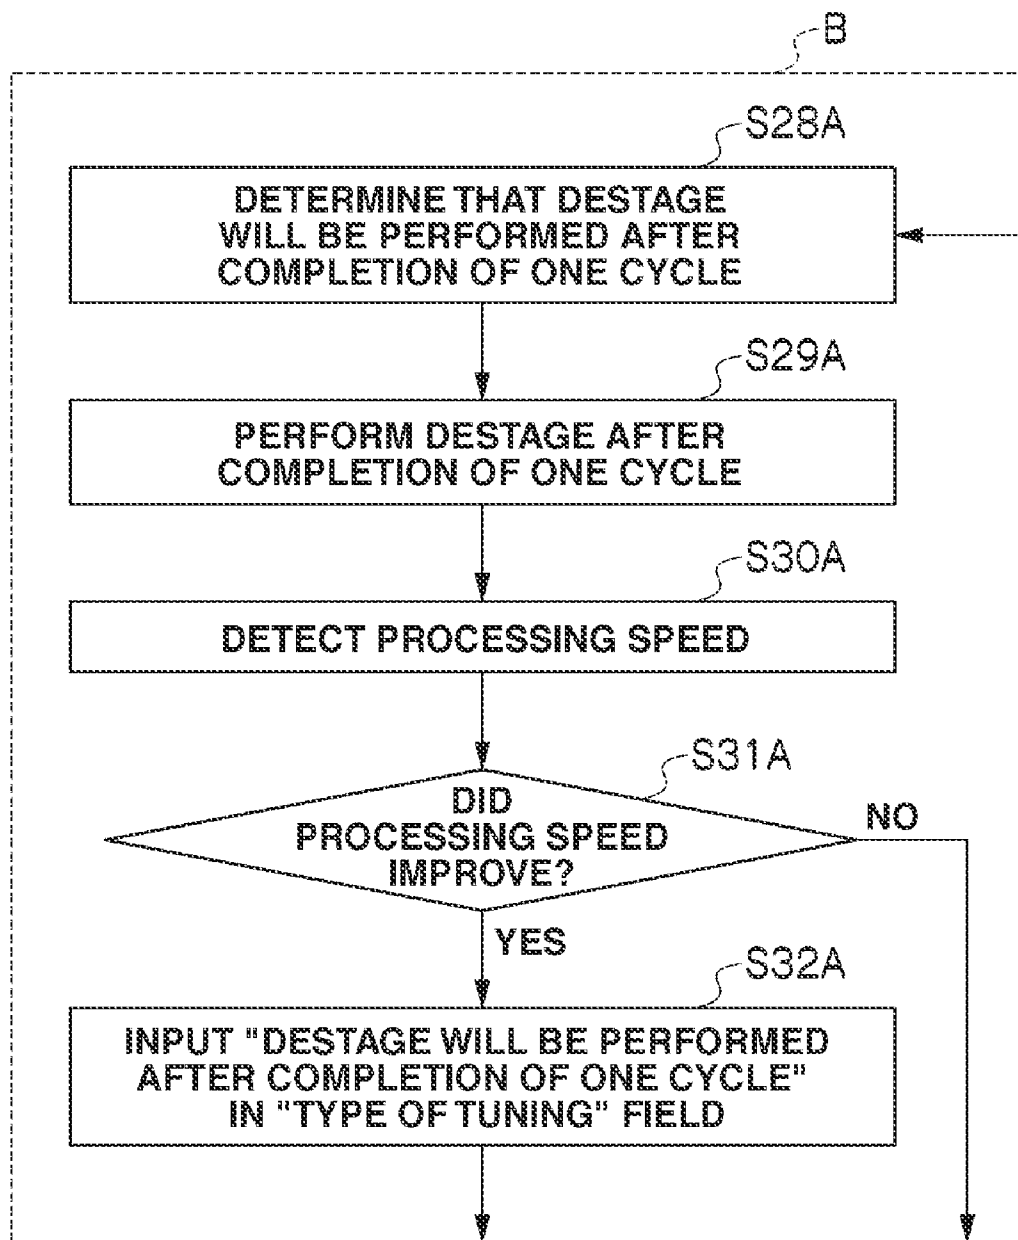 B
S28A
DETERMINE THAT DESTAGE
WILL BE PERFORMED AFTER
COMPLETION OF ONE CYCLE
S29A
PERFORM DESTAGE AFTER
COMPLETION OF ONE CYCLE
S30A
DETECT PROCESSING SPEED
S31A
DID
PROCESSING SPEED
IMPROVE?
NO
YES
S32A
INPUT "DESTAGE WILL BE PERFORMED
AFTER COMPLETION OF ONE CYCLE"
IN "TYPE OF TUNING" FIELD